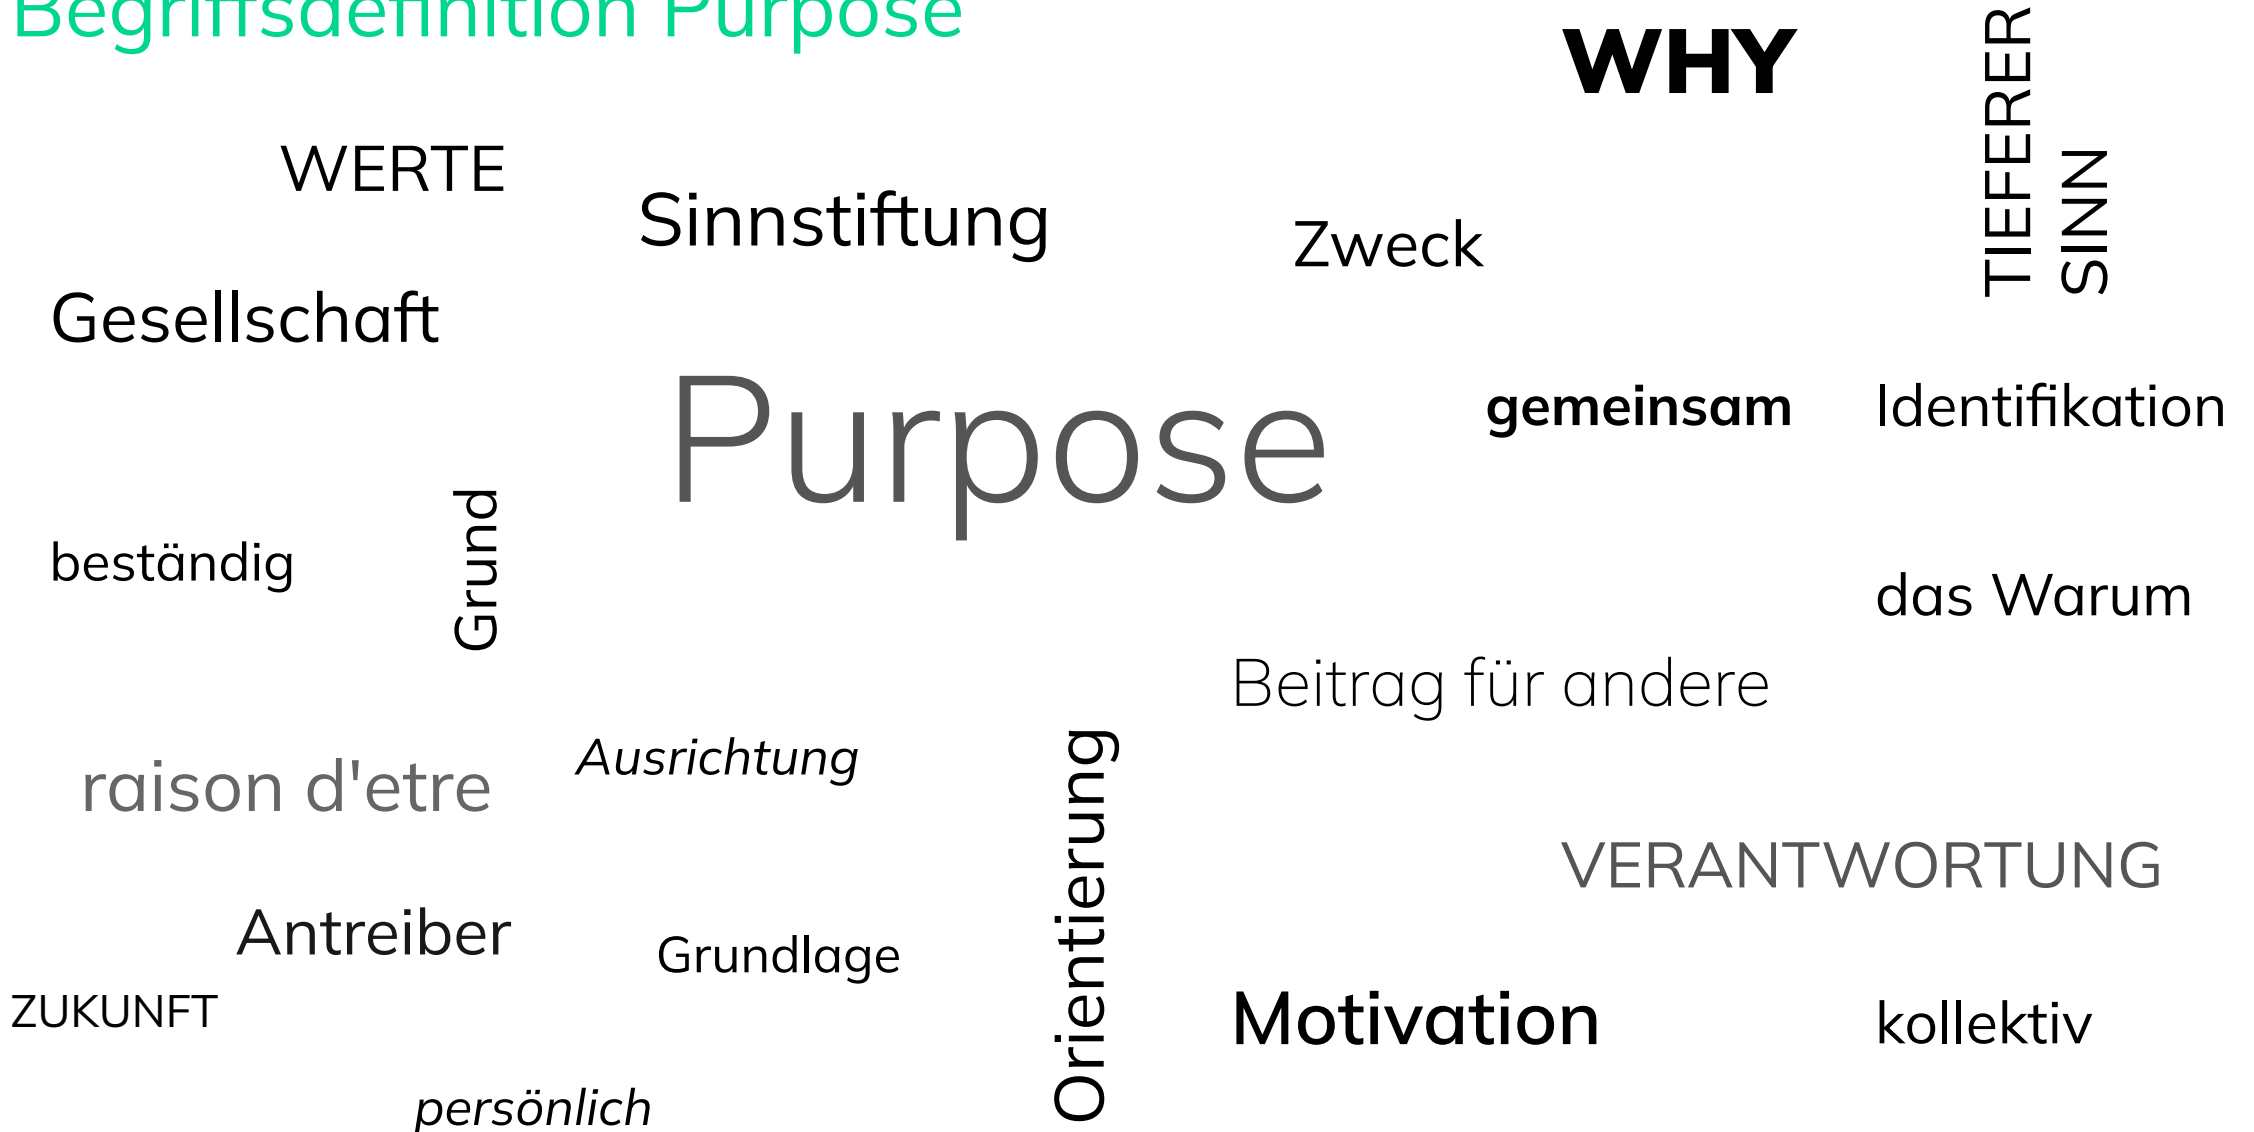 Begriffsdefinition Purpose
WHY
TIEFERER
SINN
WERTE
Sinnstiftung
Zweck
Gesellschaft
Purpose
gemeinsam
Identifikation
beständig
Grund
das Warum
Beitrag für andere
raison d'etre
Ausrichtung
Orientierung
VERANTWORTUNG
Antreiber
Grundlage
ZUKUNFT
Motivation
kollektiv
persönlich